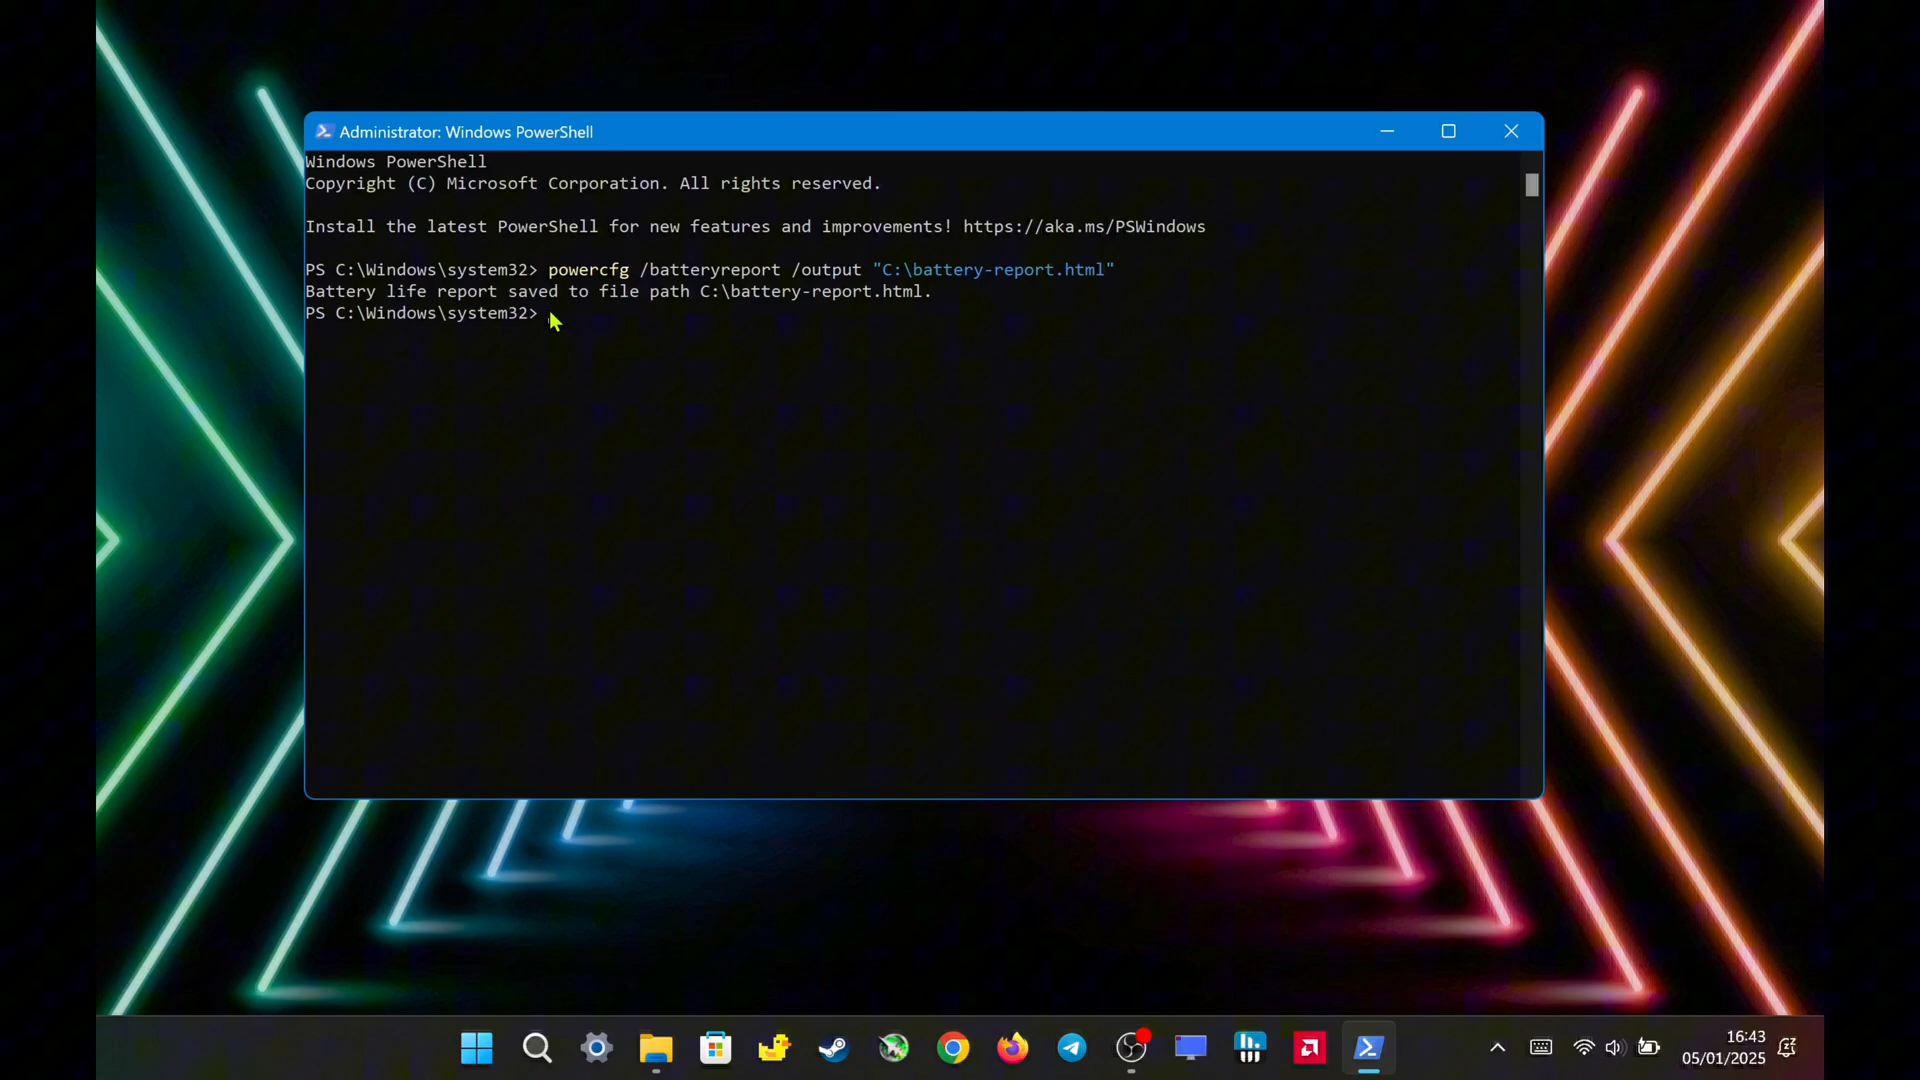 Administrator: Windows PowerShell
Windows PowerShell
Copyright (C) Microsoft Corporation. All rights reserved.
Install the latest PowerShell for new features and improvements! https://aka.ms/PSWindows
PS C:\Windows\system32> powercfg /batteryreport /output "C:\battery-report.html"
Battery life report saved to file path C:\battery-report.html.
PS C:\Windows\system32>
16:43
05/01/2025